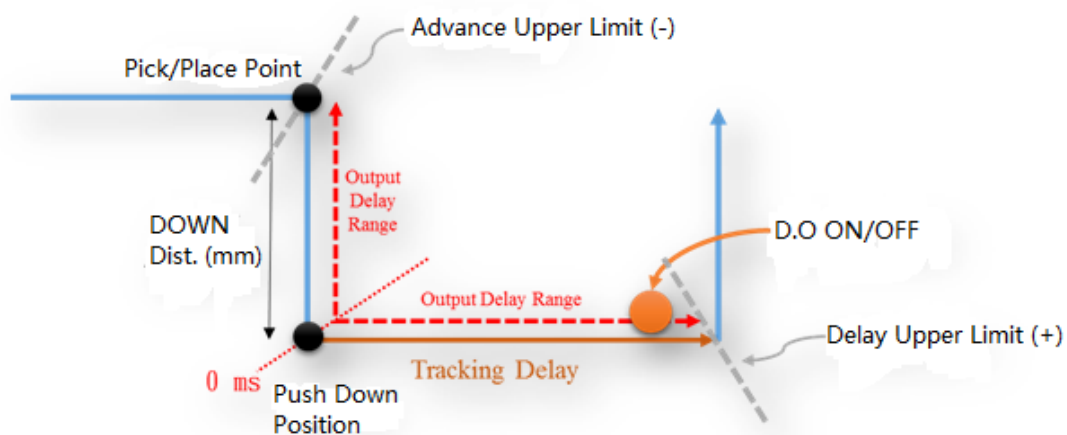 Advance Upper Limit (-)
Pick/Place Point
Output
Delay
Range
DOWN
Dist. (mm)
D.O ON/OFF
Output Delay Range
Delay Upper Limit (+)
Tracking Delay
0 ms
Push Down
Position